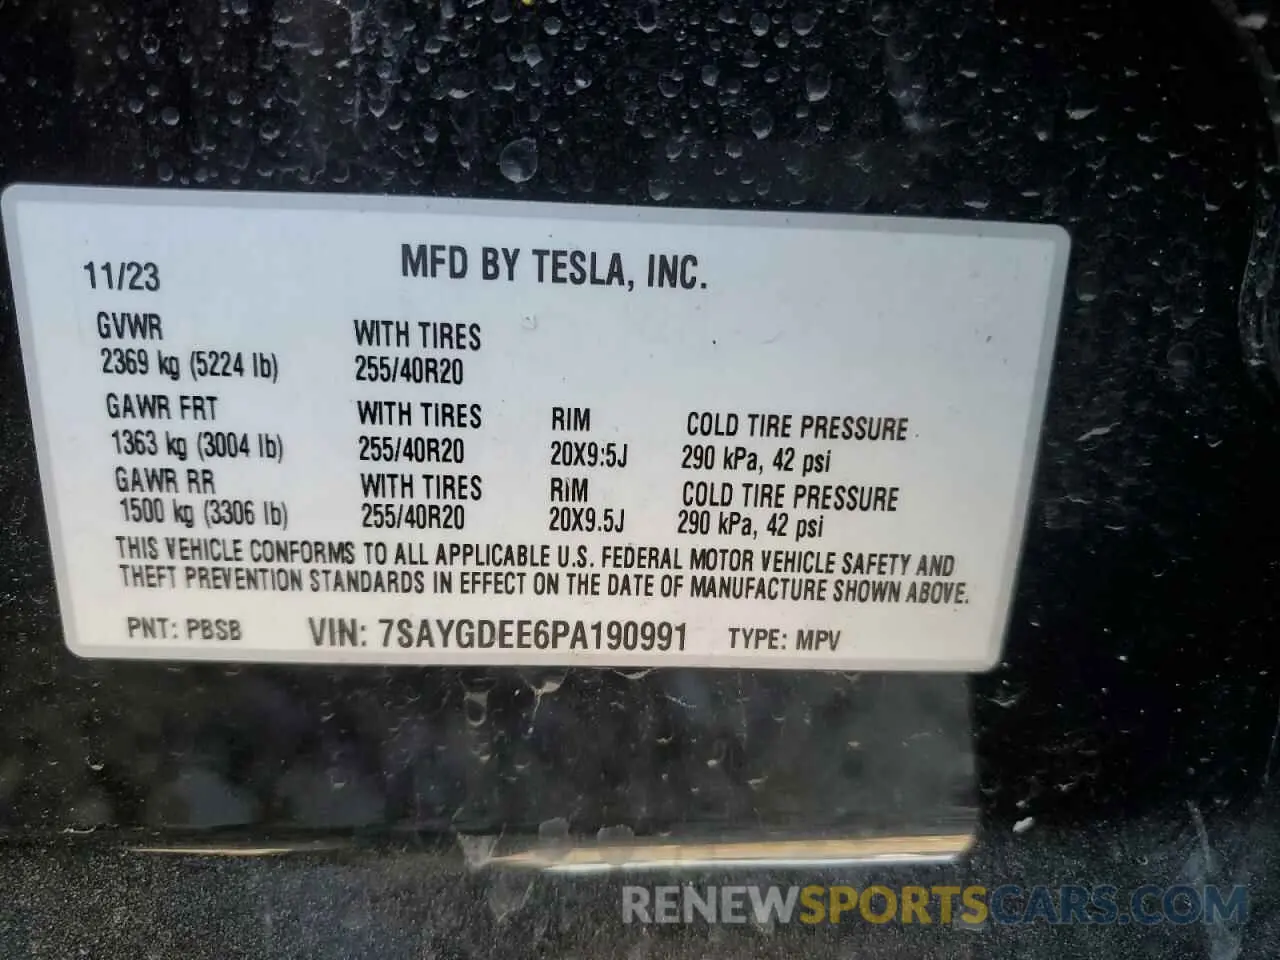 MFD BY TESLA, INC.
11/23
GVWR WITH TIRES
2369 kg (5224 lb) 255/40R20
GAWR FRT WITH TIRES RIM COLD TIRE PRESSURE
1363 kg (3004 lb) 255/40R20 20X9.5J 290 kPa, 42 psi
GAWR RR WITH TIRES RIM COLD TIRE PRESSURE
1500 kg (3306 lb) 255/40R20 20X9.5J 290 kPa, 42 psi
THIS VEHICLE CONFORMS TO ALL APPLICABLE U.S. FEDERAL MOTOR VEHICLE SAFETY AND
THEFT PREVENTION STANDARDS IN EFFECT ON THE DATE OF MANUFACTURE SHOWN ABOVE.
PNT: PBSB VIN: 7SAYGDEE6PA190991 TYPE: MPV
RENEWSPORTSCARS.COM